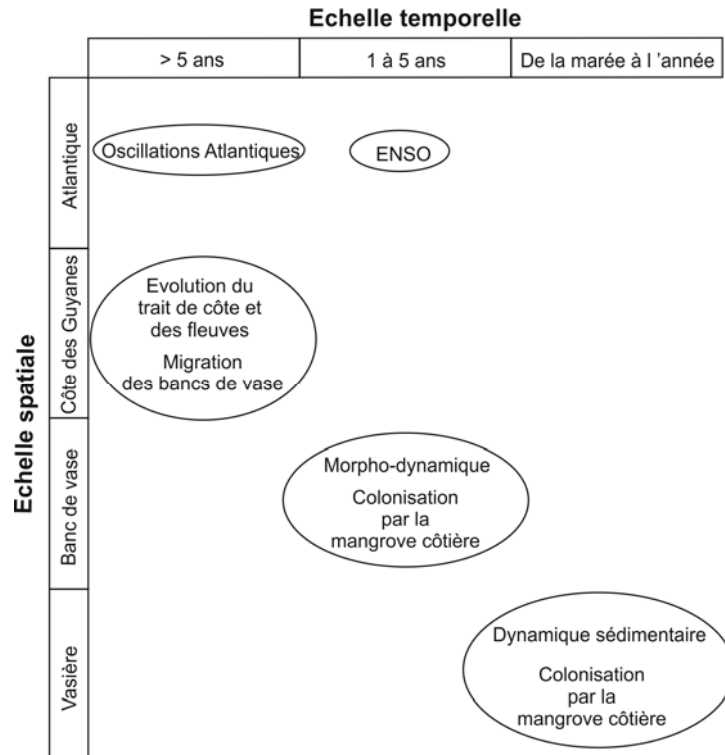 Echelle temporelle
> 5 ans
1 à 5 ans
De la marée à l 'année
Echelle spatiale
Atlantique
Oscillations Atlantiques
ENSO
Côte des Guyanes
Evolution du
trait de côte et
des fleuves
Migration
des bancs de vase
Banc de vase
Morpho-dynamique
Colonisation
par la
mangrove côtière
Vasière
Dynamique sédimentaire
Colonisation
par la
mangrove côtière